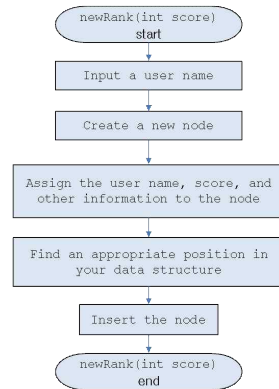 newRank(int score)
start
Input a user name
Create a new node
Assign the user name, score, and
other information to the node
Find an appropriate position in
your data structure
Insert the node
newRank(int score)
end